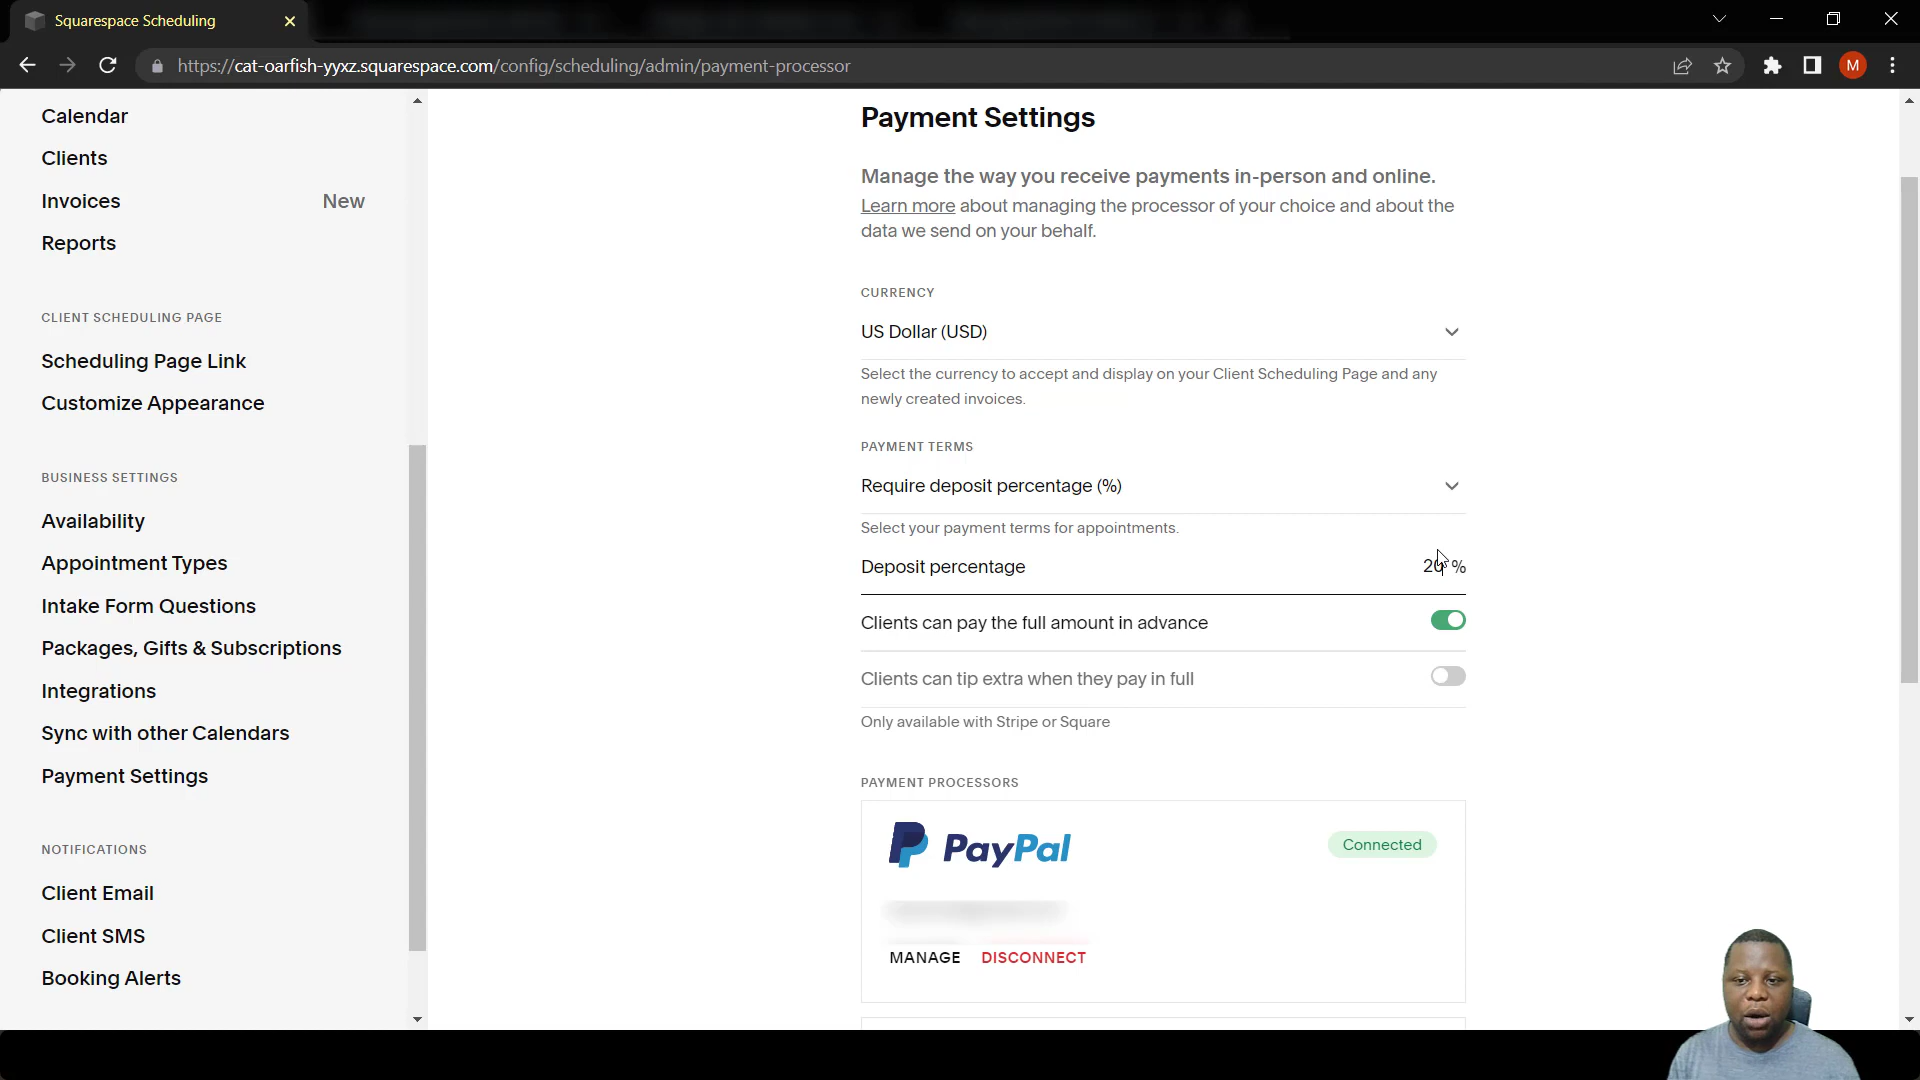 Squarespace Scheduling
https://cat-oarfish-yyxz.squarespace.com/config/scheduling/admin/payment-processor
M
Calendar
Clients
Invoices New
Reports
CLIENT SCHEDULING PAGE
Scheduling Page Link
Customize Appearance
BUSINESS SETTINGS
Availability
Appointment Types
Intake Form Questions
Packages, Gifts & Subscriptions
Integrations
Sync with other Calendars
Payment Settings
NOTIFICATIONS
Client Email
Client SMS
Booking Alerts
Payment Settings
Manage the way you receive payments in-person and online.
Learn more about managing the processor of your choice and about the
data we send on your behalf.
CURRENCY
US Dollar (USD)
Select the currency to accept and display on your Client Scheduling Page and any
newly created invoices.
PAYMENT TERMS
Require deposit percentage (%)
Select your payment terms for appointments.
Deposit percentage 20 %
Clients can pay the full amount in advance
Clients can tip extra when they pay in full
Only available with Stripe or Square
PAYMENT PROCESSORS
PayPal Connected
MANAGE DISCONNECT